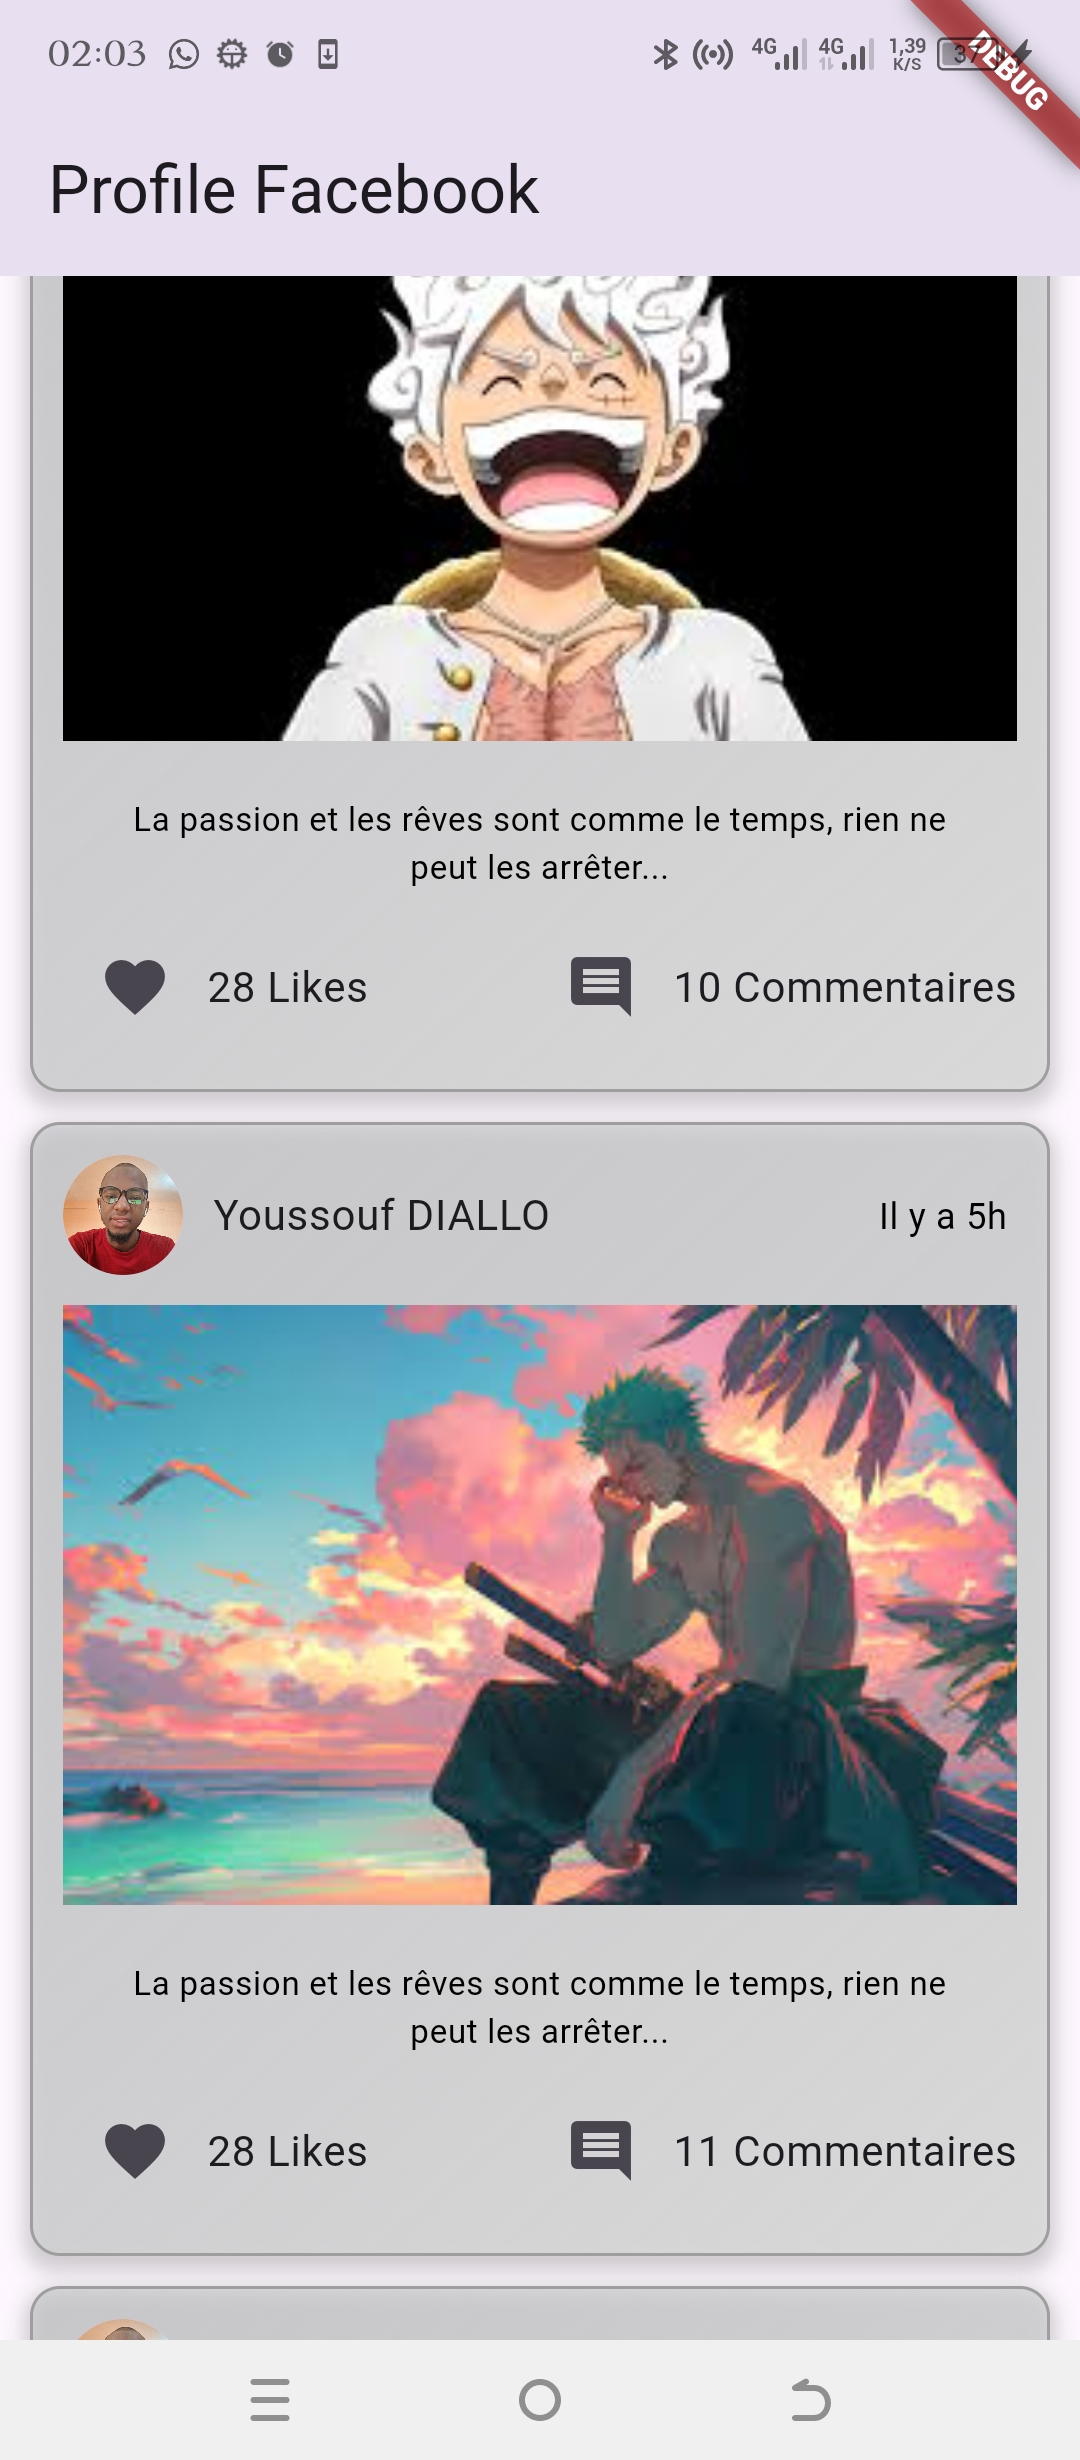 02:03
4G 4G 1,39 K/S 37
DEBUG
Profile Facebook
La passion et les rêves sont comme le temps, rien ne
peut les arrêter...
28 Likes 10 Commentaires
Youssouf DIALLO Il y a 5h
La passion et les rêves sont comme le temps, rien ne
peut les arrêter...
28 Likes 11 Commentaires